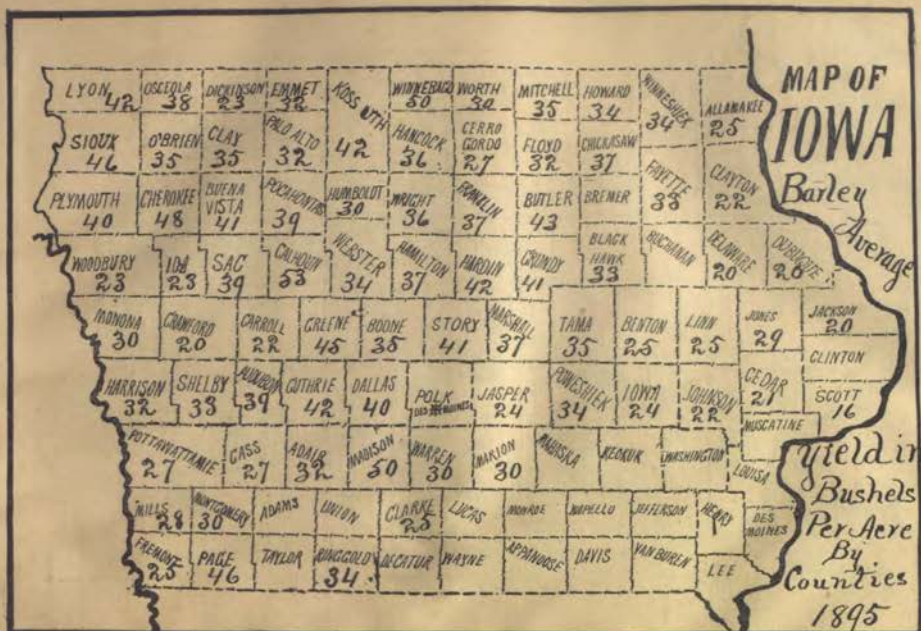 MAP OF
IOWA
Barley
Average
Yield in
Bushels
Per Acre
By
Counties
1895
LYON 42
OSCEOLA 38
DICKINSON 23
EMMET 32
KOSSUTH 42
WINNEBAGO 50
WORTH 30
MITCHELL 35
HOWARD 34
WINNESHIEK 34
ALLAMAKEE 25
SIOUX 46
O'BRIEN 35
CLAY 35
PALO ALTO 32
HANCOCK 36
CERRO GORDO 27
FLOYD 32
CHICKASAW 37
FAYETTE 33
CLAYTON 22
PLYMOUTH 40
CHEROKEE 48
BUENA VISTA 41
POCAHONTAS 39
HUMBOLDT 30
WRIGHT 36
FRANKLIN 37
BUTLER 43
BREMER
WOODBURY 23
IDA 23
SAC 39
CALHOUN 53
WEBSTER 34
HAMILTON 37
HARDIN 42
GRUNDY 41
BLACK HAWK 33
BUCHANAN
DELAWARE 20
DUBUQUE 26
MONONA 30
CRAWFORD 20
CARROLL 22
GREENE 45
BOONE 35
STORY 41
MARSHALL 37
TAMA 35
BENTON 25
LINN 25
JONES 29
JACKSON 20
CLINTON
HARRISON 32
SHELBY 33
AUDUBON 39
GUTHRIE 42
DALLAS 40
POLK
DES MOINES
JASPER 24
POWESHIEK 34
IOWA 24
JOHNSON 22
CEDAR 21
SCOTT 16
MUSCATINE
POTTAWATTAMIE 27
CASS 27
ADAIR 32
MADISON 50
WARREN 30
MARION 30
MAHASKA
KEOKUK
WASHINGTON
LOUISA
MILLS 28
MONTGOMERY 30
ADAMS
UNION
CLARKE 25
LUCAS
MONROE
WAPELLO
JEFFERSON
HENRY
DES MOINES
FREMONT 25
PAGE 46
TAYLOR
RINGGOLD 34
DECATUR
WAYNE
APPANOOSE
DAVIS
VAN BUREN
LEE